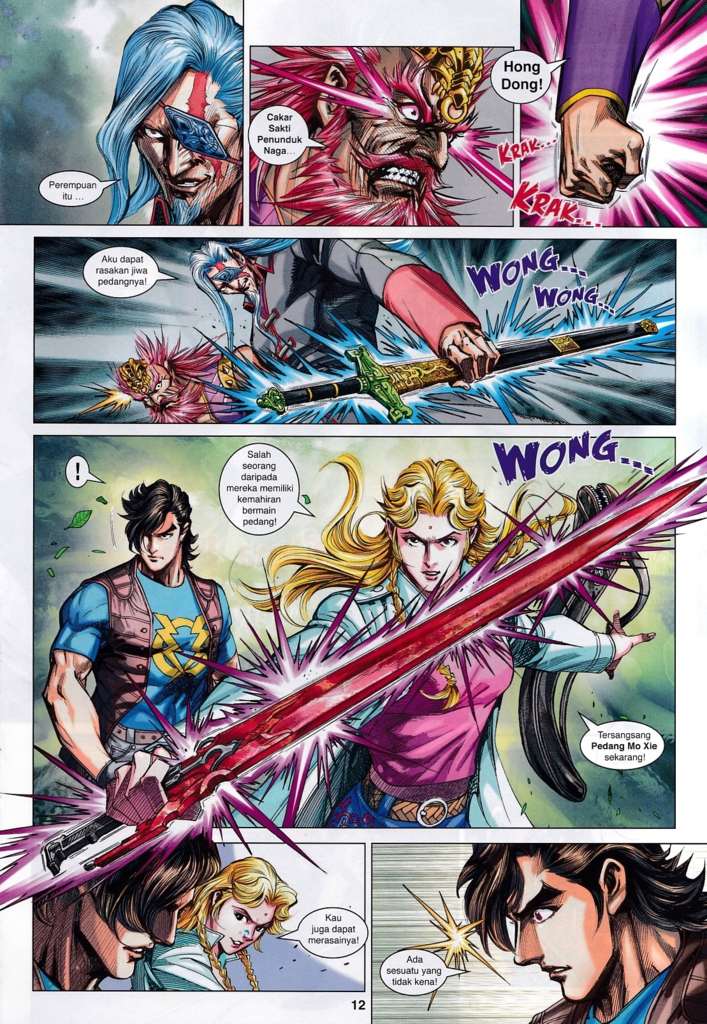 Perempuan
itu ...
Cakar
Sakti
Penunduk
Naga...
Hong
Dong!
KRAK...
KRAK...
Aku dapat
rasakan jiwa
pedangnya!
WONG...
WONG...
!
Salah
seorang
daripada
mereka memiliki
kemahiran
bermain
pedang!
WONG...
Tersangsang
Pedang Mo Xie
sekarang!
Kau
juga dapat
merasainya!
Ada
sesuatu yang
tidak kena!
12